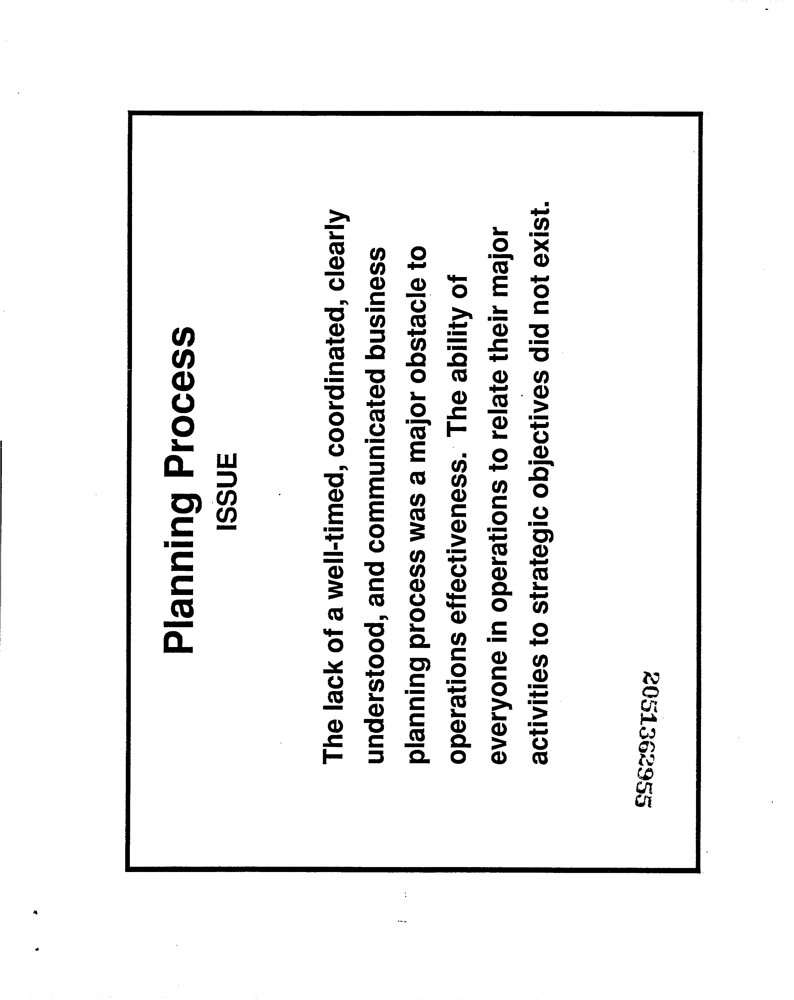 Planning Process
ISSUE
The lack of a well-timed, coordinated, clearly
understood, and communicated business
planning process was a major obstacle to
operations effectiveness. The ability of
everyone in operations to relate their major
activities to strategic objectives did not exist.
2051362955